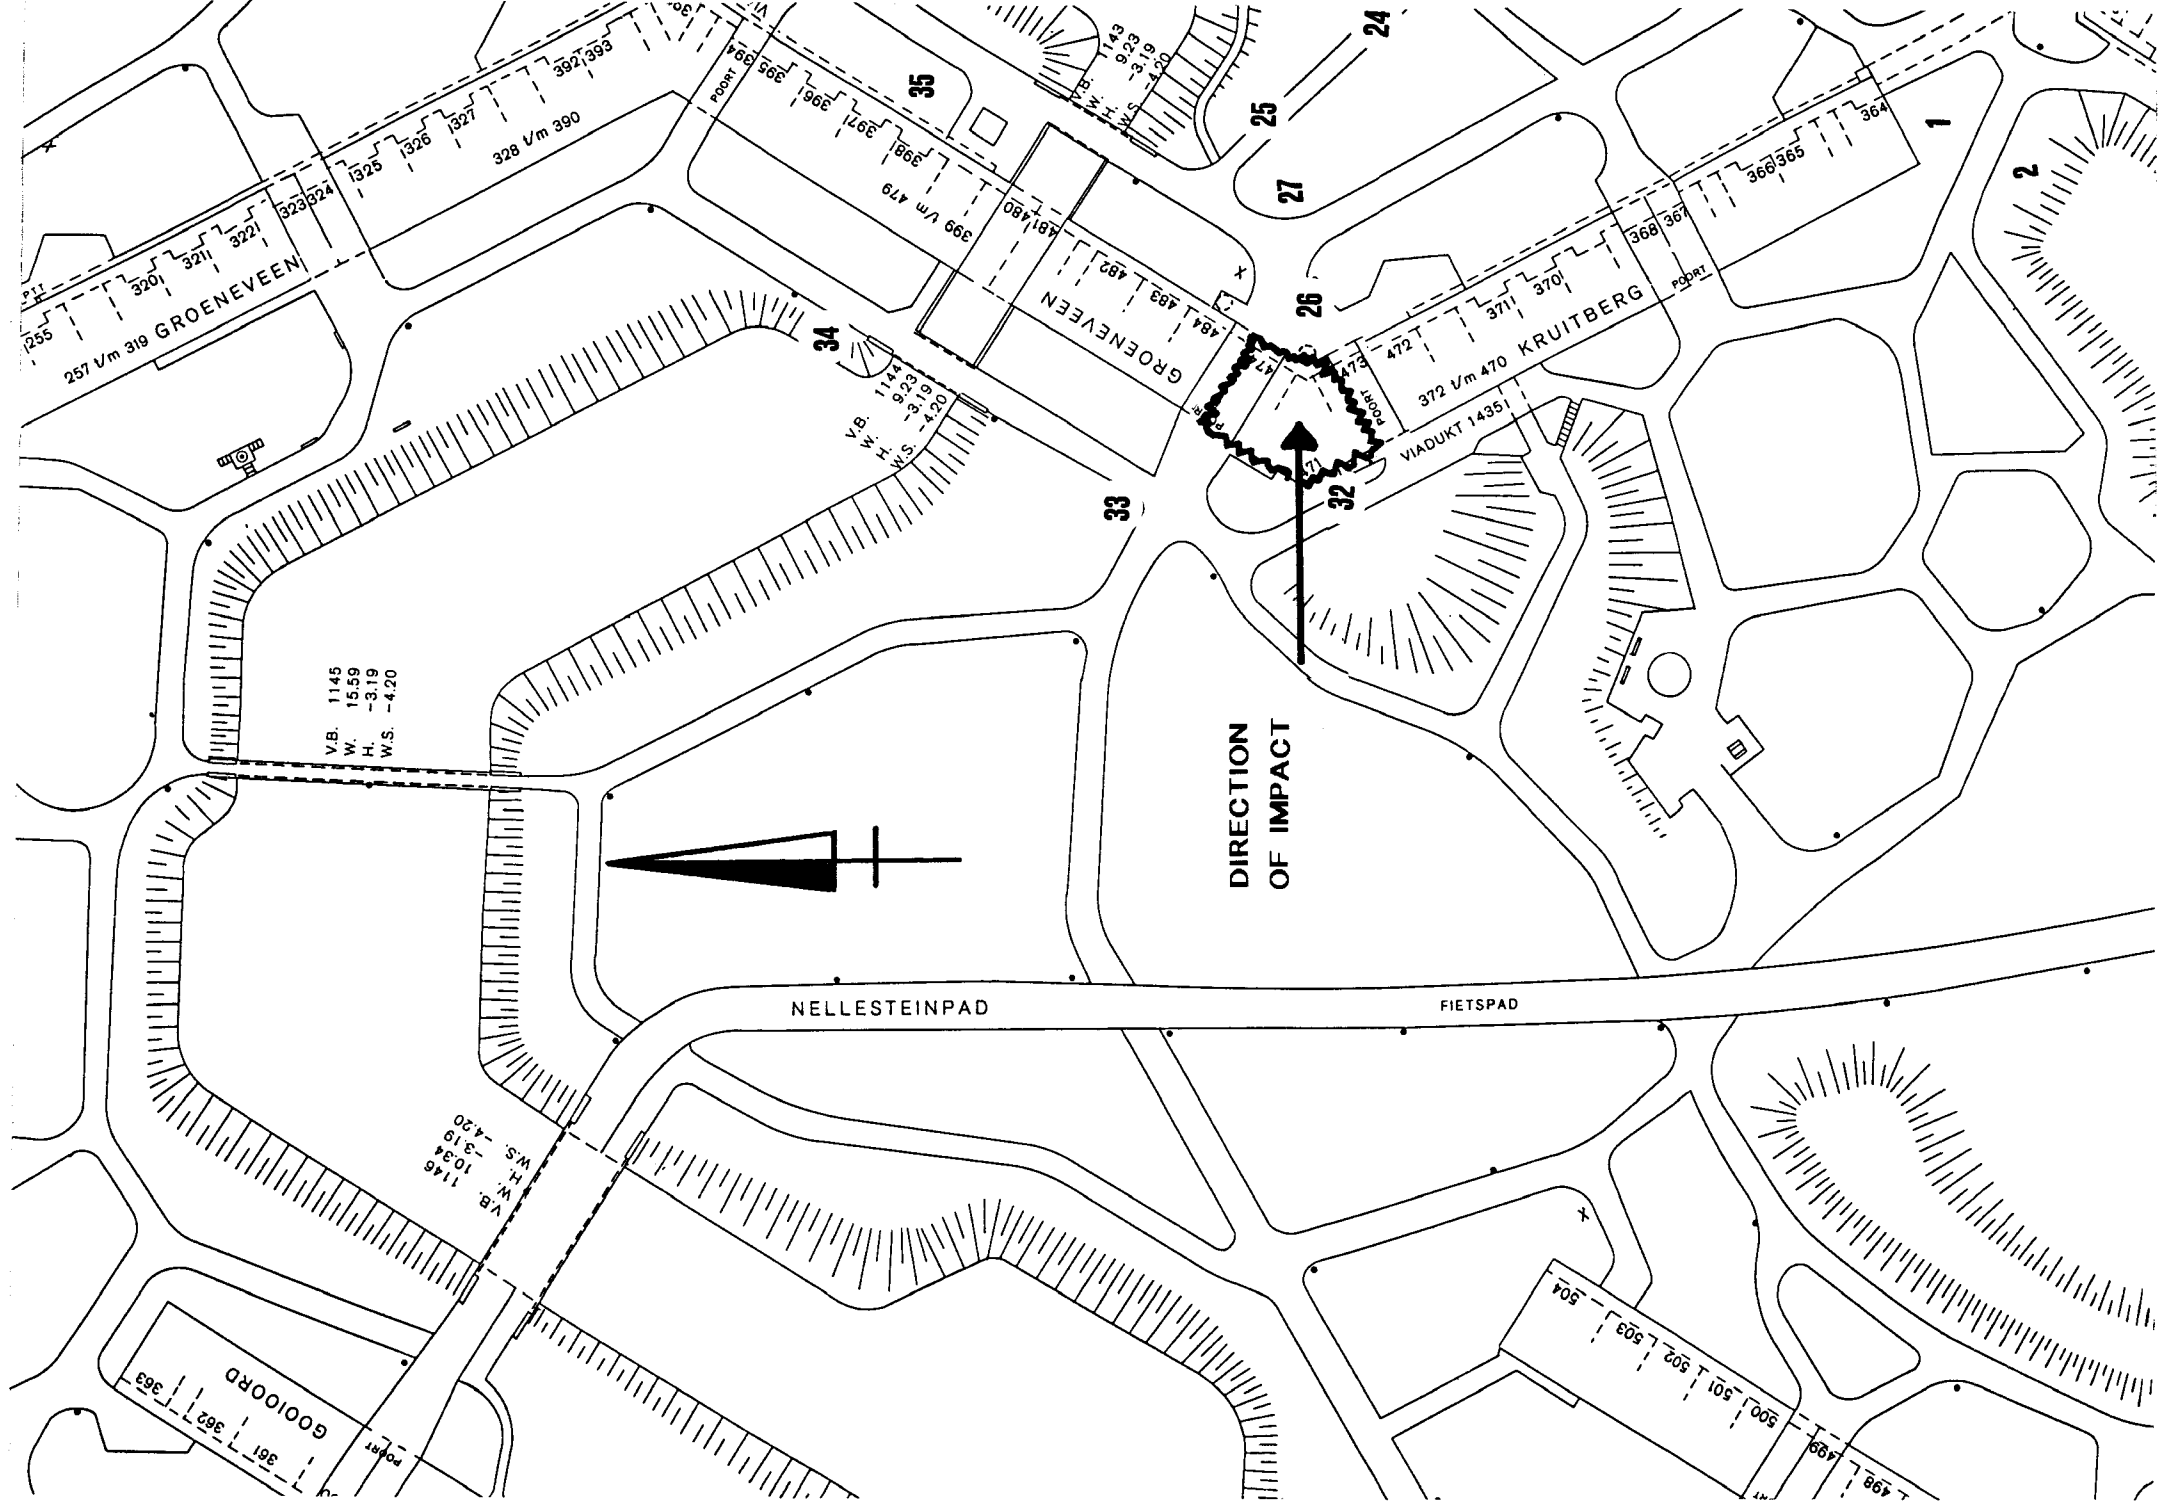 394
395
396
397
398
399 t/m 479
POORT
393
392
328 t/m 390
327
326
325
324
323
322
321
320
257 t/m 319 GROENEVEEN
PTT
255
35
V.B. 1143
W. 9.23
H. -3.19
W.S. -4.20
24
25
27
26
1
2
364
365
366
367
368
370
371
472
473
POORT
372 t/m 470 KRUITBERG
POORT
VIADUKT 1435
480
481
482
483
484
GROENEVEEN
34
V.B. 1144
W. 9.23
H. -3.19
W.S. -4.20
33
32
V.B. 1145
W. 15.59
H. -3.19
W.S. -4.20
DIRECTION
OF IMPACT
NELLESTEINPAD
FIETSPAD
V.B. 1146
W. 10.34
H. -3.19
W.S. -4.20
363
362
361
GOOIOORD
POORT
504
503
502
501
500
499
498